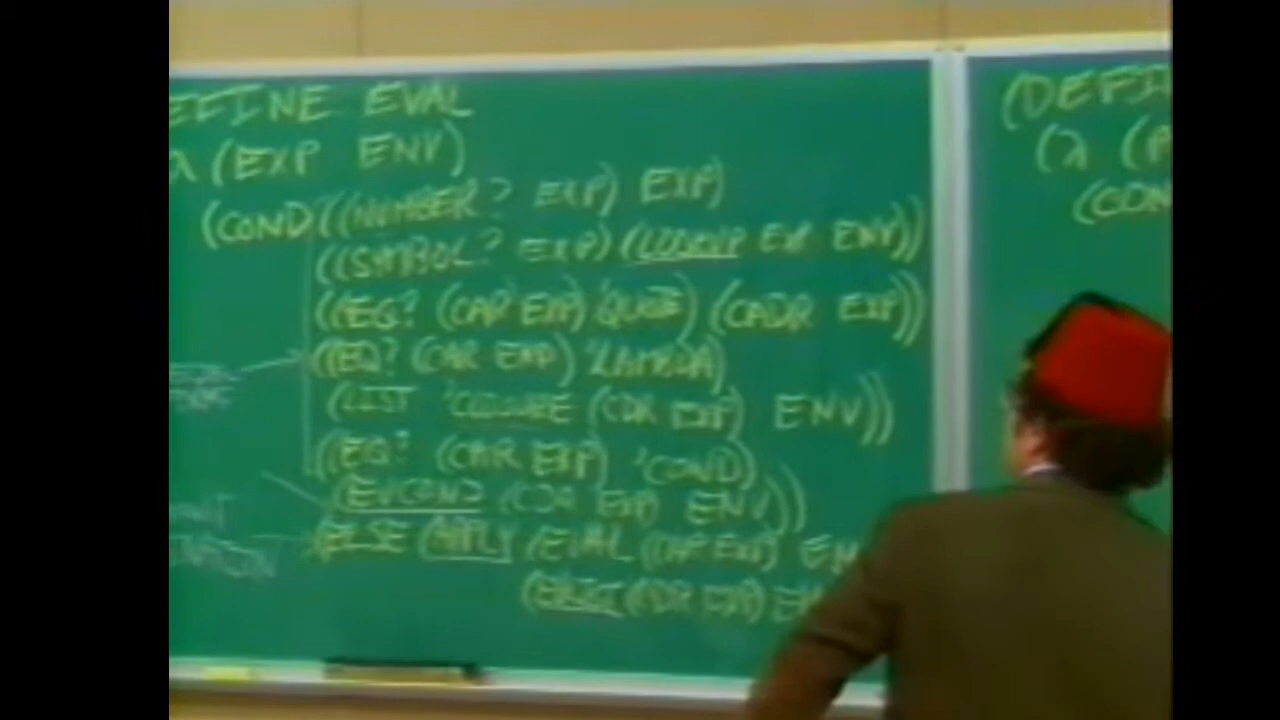 EFINE EVAL
λ (EXP ENV)
(COND ((NUMBER? EXP) EXP)
((SYMBOL? EXP) (LOOKUP EXP ENV))
((EQ? (CAR EXP) 'QUOTE) (CADR EXP))
((EQ? (CAR EXP) 'LAMBDA)
(LIST 'CLOSURE (CDR EXP) ENV))
((EQ? (CAR EXP) 'COND)
(EVCOND (CDR EXP) ENV))
(ELSE (APPLY (EVAL (CAR EXP) EN
(EVLIST (CDR EXP) EN
(DEFI
(λ (P
(CON